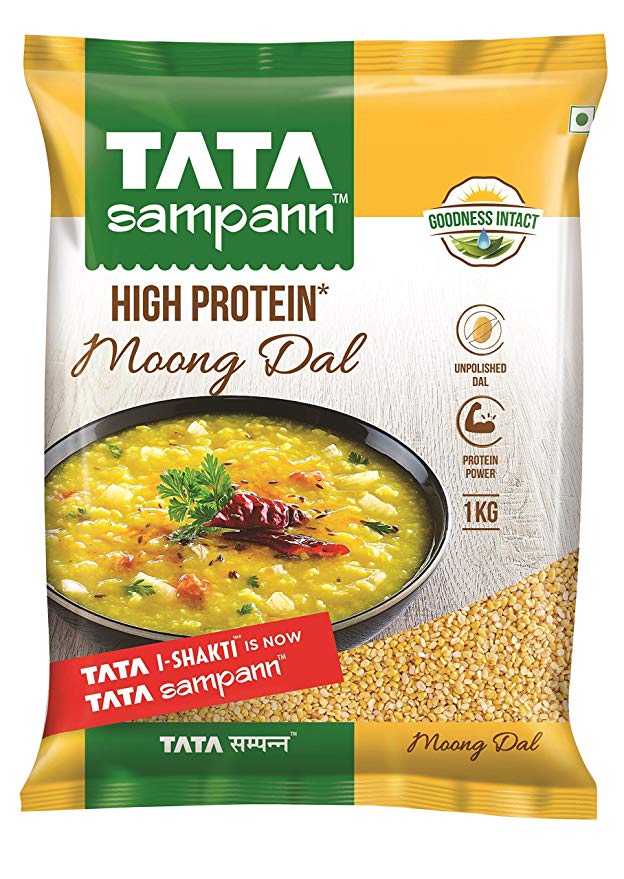 TATA
sampann™
GOODNESS INTACT
HIGH PROTEIN*
Moong Dal
UNPOLISHED
DAL
PROTEIN
POWER
1KG
TATA I-SHAKTI™ IS NOW
TATA sampann™
TATA सम्पन्न™
Moong Dal